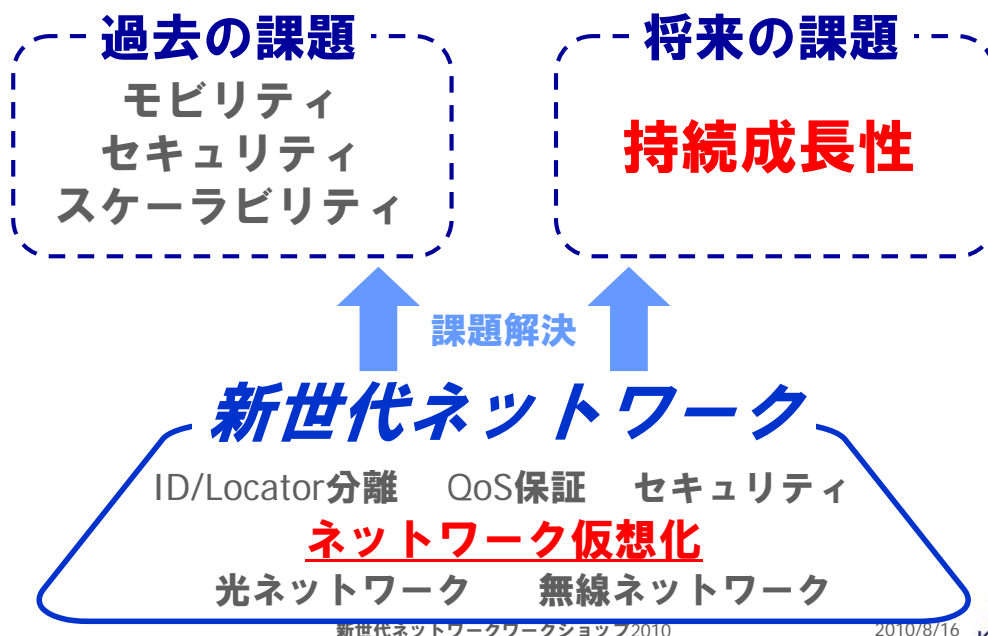 過去の課題
モビリティ
セキュリティ
スケーラビリティ
将来の課題
持続成長性
課題解決
新世代ネットワーク
ID/Locator分離 QoS保証 セキュリティ
ネットワーク仮想化
光ネットワーク 無線ネットワーク
新世代ネットワークワークショップ2010
2010/8/16